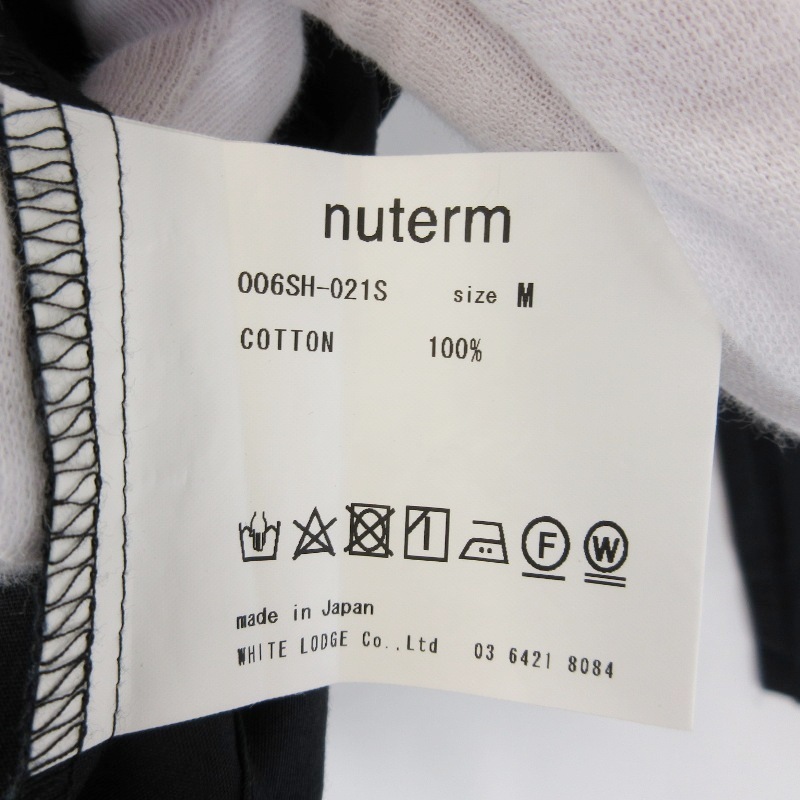 nuterm
006SH-021S size M
COTTON 100%
F W
made in Japan
WHITE LODGE Co.,Ltd 03 6421 8084